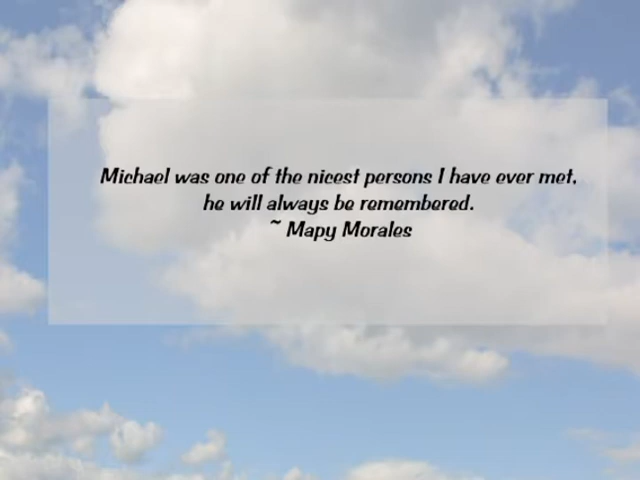 Michael was one of the nicest persons I have ever met,
he will always be remembered.
~ Mapy Morales